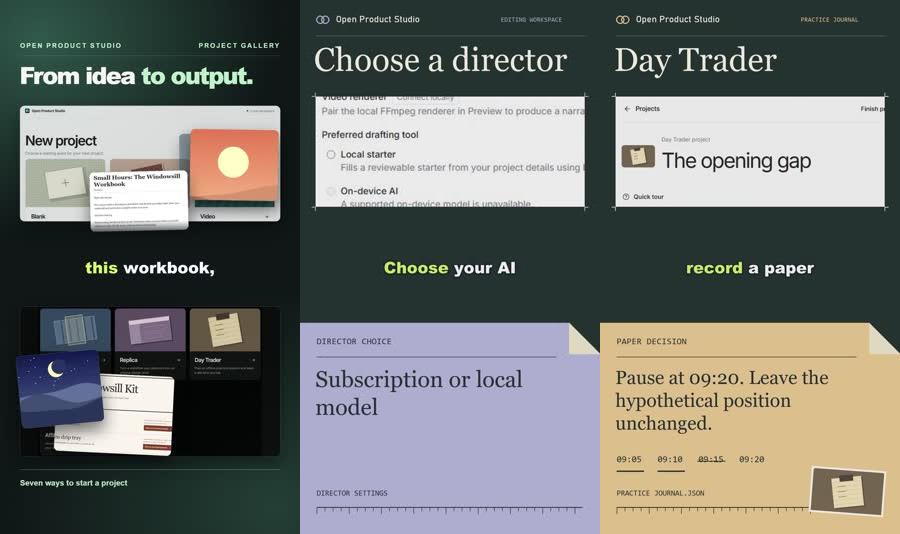 OPEN PRODUCT STUDIO
PROJECT GALLERY
From idea to output.
Open Product Studio
New project
Small Hours: The Windowsill
Workbook
Blank
Video
this workbook,
Replica
Day Trader
Affine drip tray
Seven ways to start a project
Open Product Studio
EDITING WORKSPACE
Choose a director
Video renderer
Connect locally
Pair the local FFmpeg renderer in Preview to produce a narra
Preferred drafting tool
Local starter
Fills a reviewable starter from your project details using l
On-device AI
A supported on-device model is unavailable.
Choose your AI
DIRECTOR CHOICE
Subscription or local
model
DIRECTOR SETTINGS
Open Product Studio
PRACTICE JOURNAL
Day Trader
Projects
Finish p
Day Trader project
The opening gap
Quick tour
record a paper
PAPER DECISION
Pause at 09:20. Leave the
hypothetical position
unchanged.
09:05 09:10 09:15 09:20
PRACTICE JOURNAL.JSON